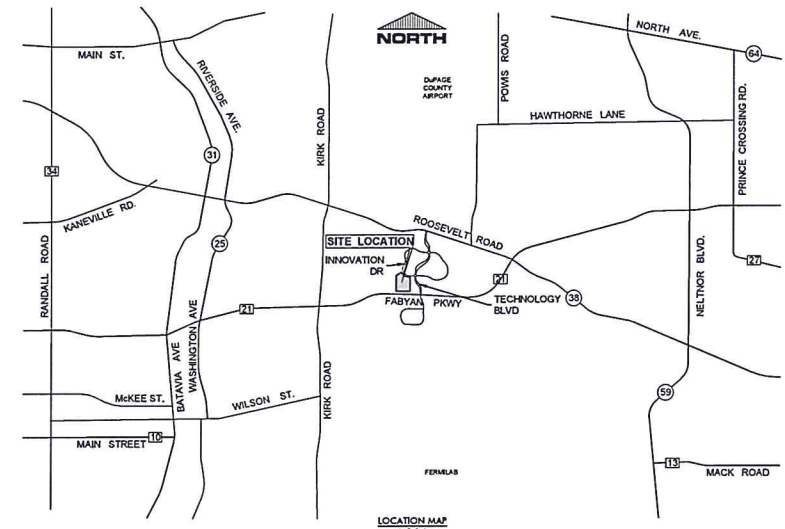 NORTH
MAIN ST.
RIVERSIDE AVE.
KIRK ROAD
DuPAGE
COUNTY
AIRPORT
POWIS ROAD
NORTH AVE.
64
HAWTHORNE LANE
PRINCE CROSSING RD.
31
34
KANEVILLE RD.
RANDALL ROAD
25
ROOSEVELT ROAD
SITE LOCATION
INNOVATION
DR
21
FABYAN PKWY
TECHNOLOGY
BLVD
38
NELTNOR BLVD.
27
21
BATAVIA AVE
WASHINGTON AVE
McKEE ST.
WILSON ST.
KIRK ROAD
59
MAIN STREET
10
FERMILAB
13
MACK ROAD
LOCATION MAP